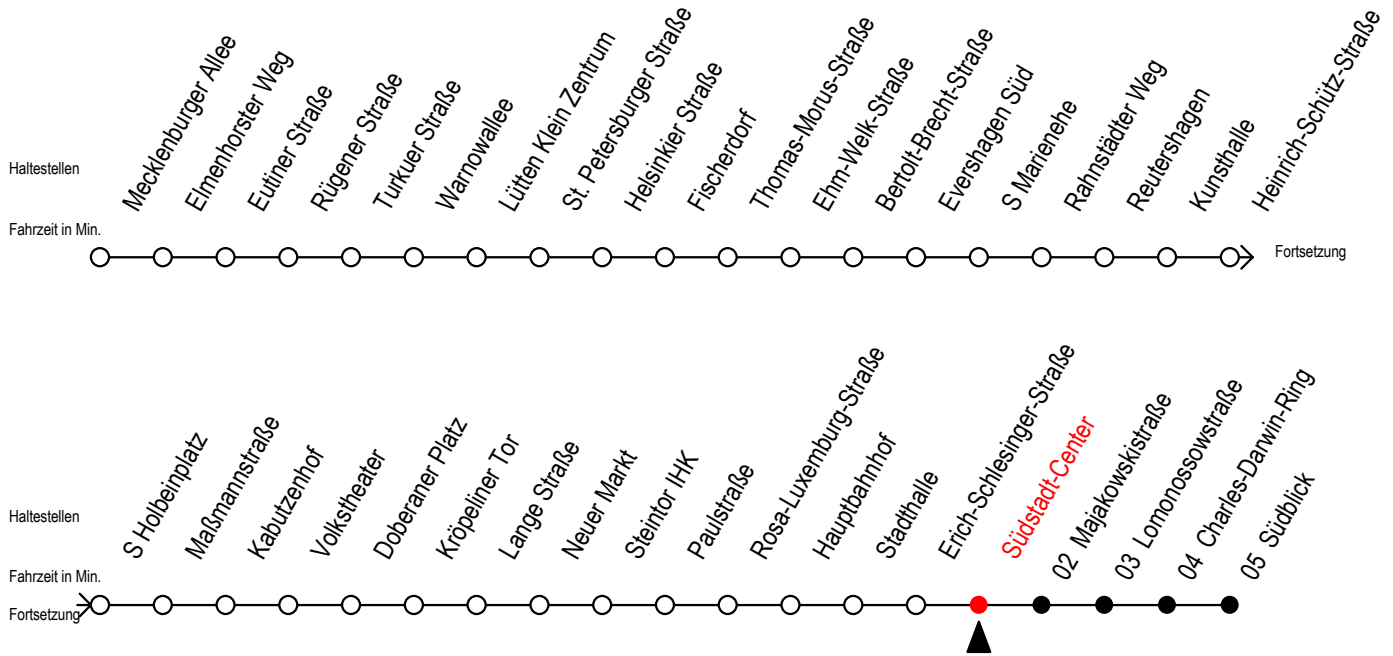 Haltestellen
Mecklenburger Allee
Elmenhorster Weg
Eutiner Straße
Rügener Straße
Turkuer Straße
Warnowallee
Lütten Klein Zentrum
St. Petersburger Straße
Helsinkier Straße
Fischerdorf
Thomas-Morus-Straße
Ehm-Welk-Straße
Bertolt-Brecht-Straße
Evershagen Süd
S Marienehe
Rahnstädter Weg
Reutershagen
Kunsthalle
Heinrich-Schütz-Straße
Fahrzeit in Min.
Fortsetzung
Haltestellen
S Holbeinplatz
Maßmannstraße
Kabutzenhof
Volkstheater
Doberaner Platz
Kröpeliner Tor
Lange Straße
Neuer Markt
Steintor IHK
Paulstraße
Rosa-Luxemburg-Straße
Hauptbahnhof
Stadthalle
Erich-Schlesinger-Straße
Südstadt-Center
02 Majakowskistraße
03 Lomonossowstraße
04 Charles-Darwin-Ring
05 Südblick
Fahrzeit in Min.
Fortsetzung